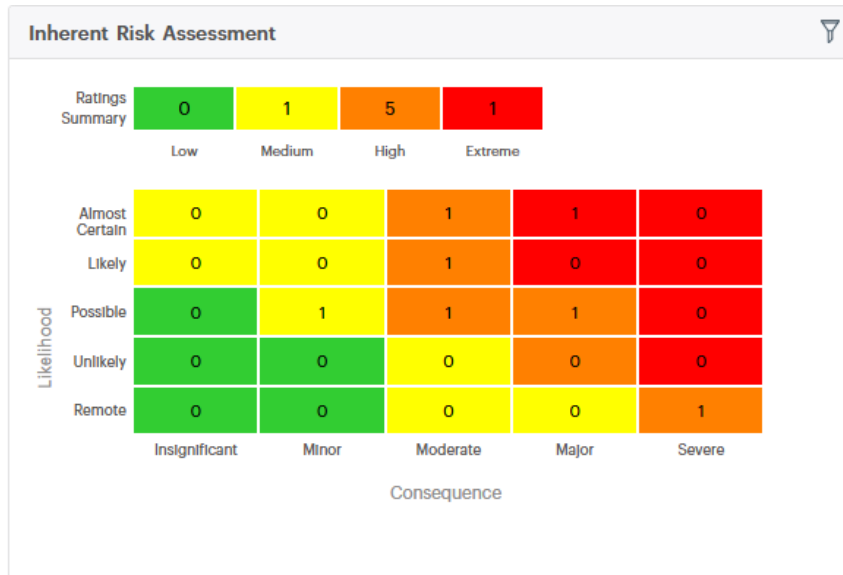 Inherent Risk Assessment
Ratings Summary
0 1 5 1
Low Medium High Extreme
Almost Certain
0 0 1 1 0
Likely
0 0 1 0 0
Possible
0 1 1 1 0
Unlikely
0 0 0 0 0
Remote
0 0 0 0 1
Likelihood
Insignificant Minor Moderate Major Severe
Consequence